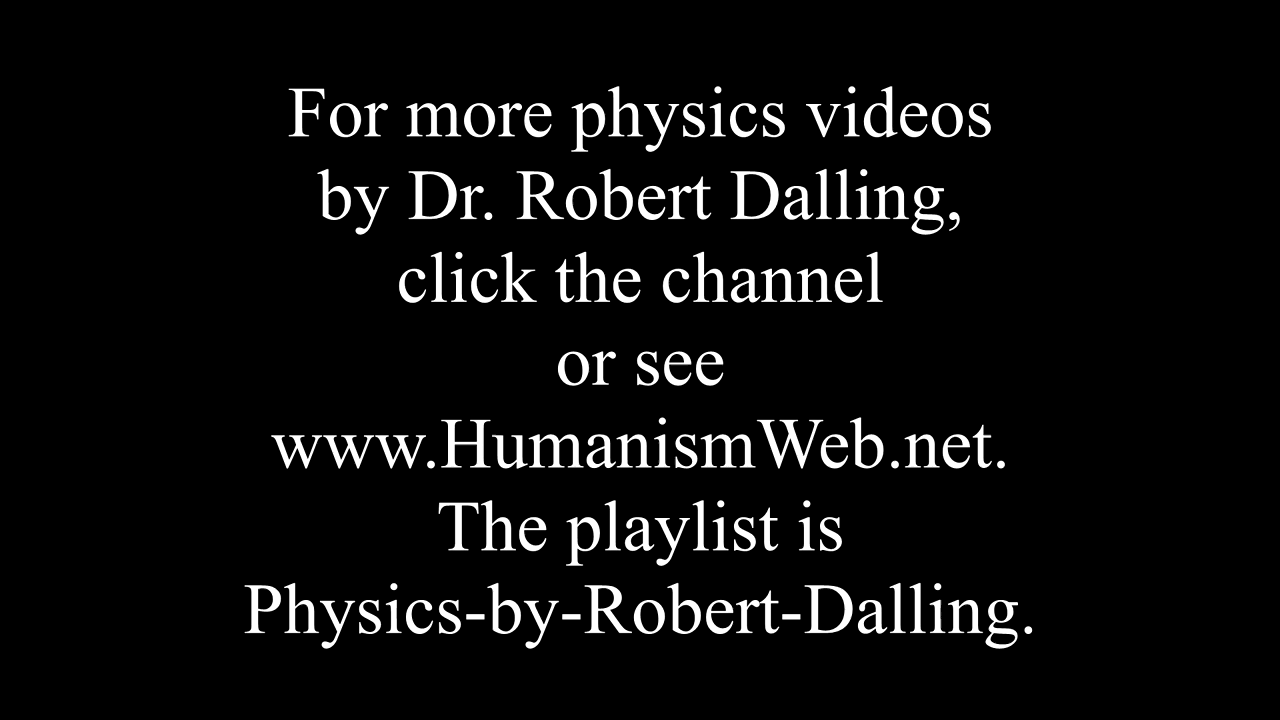 For more physics videos
by Dr. Robert Dalling,
click the channel
or see
www.HumanismWeb.net.
The playlist is
Physics-by-Robert-Dalling.